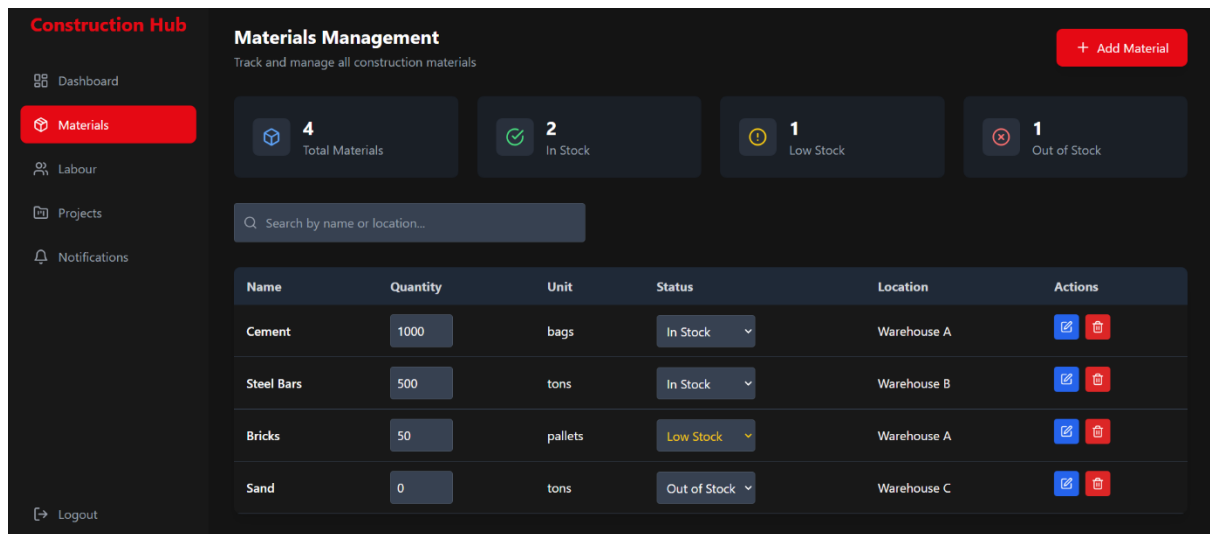 Construction Hub
Dashboard
Materials
Labour
Projects
Notifications
Logout
Materials Management
Track and manage all construction materials
+ Add Material
4
Total Materials
2
In Stock
1
Low Stock
1
Out of Stock
Search by name or location...
Name Quantity Unit Status Location Actions
Cement 1000 bags In Stock Warehouse A
Steel Bars 500 tons In Stock Warehouse B
Bricks 50 pallets Low Stock Warehouse A
Sand 0 tons Out of Stock Warehouse C